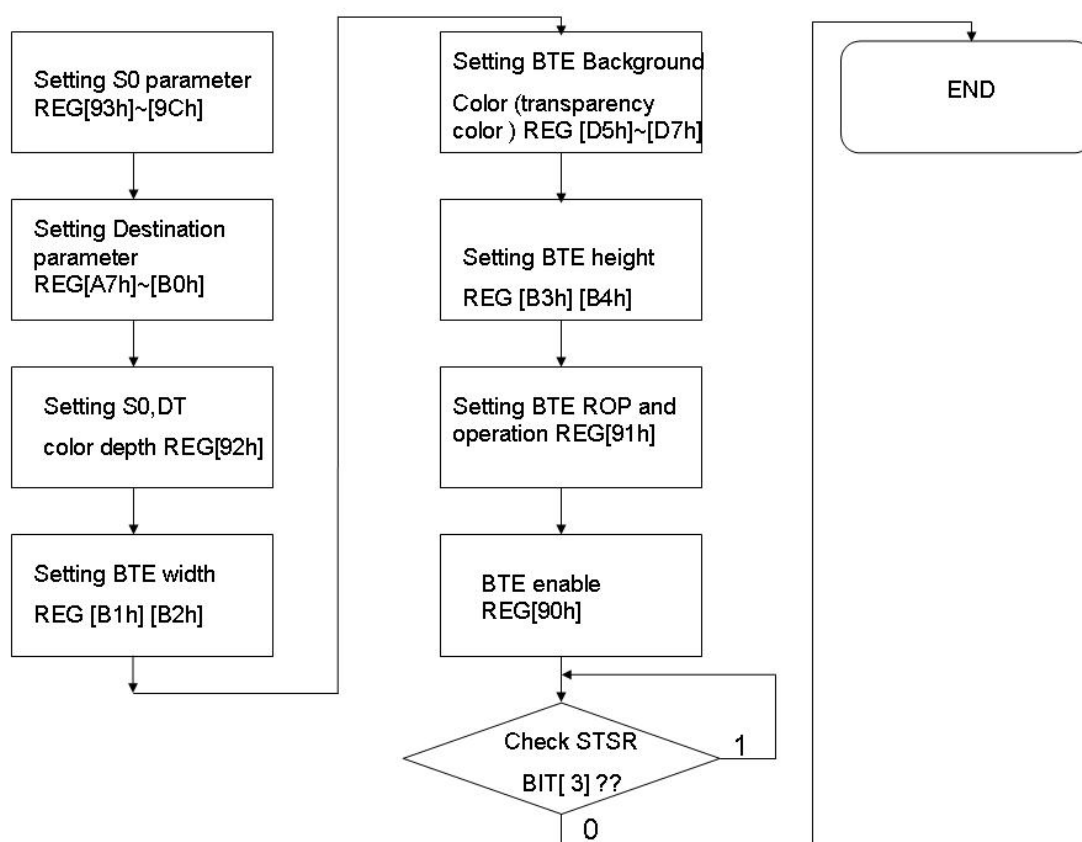 Setting S0 parameter
REG[93h]~[9Ch]
Setting Destination
parameter
REG[A7h]~[B0h]
Setting S0,DT
color depth REG[92h]
Setting BTE width
REG [B1h] [B2h]
Setting BTE Background
Color (transparency
color ) REG [D5h]~[D7h]
Setting BTE height
REG [B3h] [B4h]
Setting BTE ROP and
operation REG[91h]
BTE enable
REG[90h]
Check STSR
BIT[ 3] ??
1
0
END